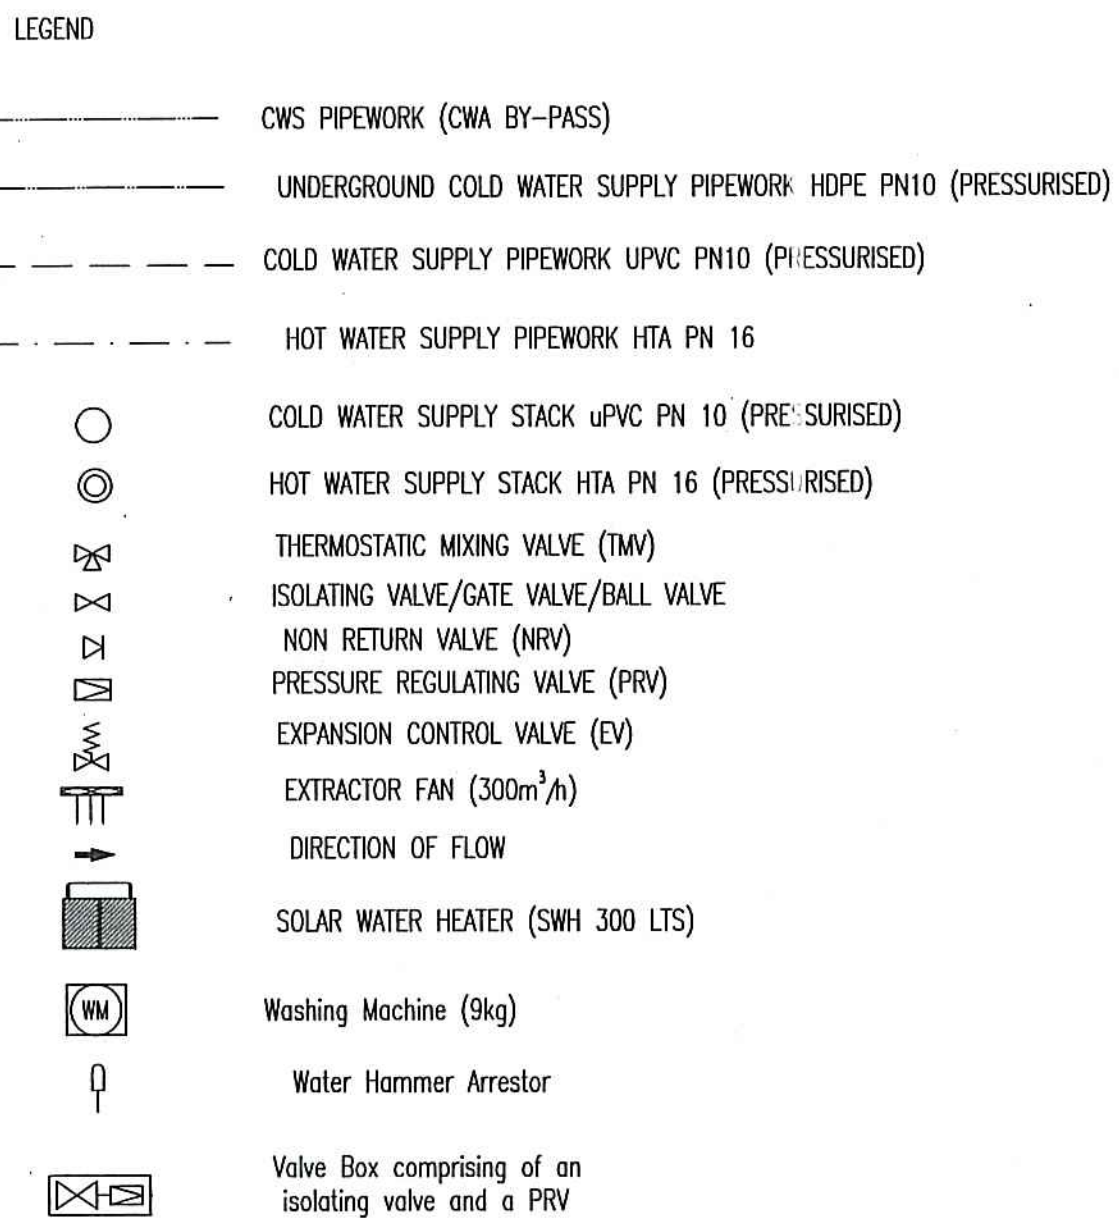 LEGEND
CWS PIPEWORK (CWA BY-PASS)
UNDERGROUND COLD WATER SUPPLY PIPEWORK HDPE PN10 (PRESSURISED)
COLD WATER SUPPLY PIPEWORK UPVC PN10 (PRESSURISED)
HOT WATER SUPPLY PIPEWORK HTA PN 16
COLD WATER SUPPLY STACK uPVC PN 10 (PRESSURISED)
HOT WATER SUPPLY STACK HTA PN 16 (PRESSURISED)
THERMOSTATIC MIXING VALVE (TMV)
ISOLATING VALVE/GATE VALVE/BALL VALVE
NON RETURN VALVE (NRV)
PRESSURE REGULATING VALVE (PRV)
EXPANSION CONTROL VALVE (EV)
EXTRACTOR FAN (300m³/h)
DIRECTION OF FLOW
SOLAR WATER HEATER (SWH 300 LTS)
WM Washing Machine (9kg)
Water Hammer Arrestor
Valve Box comprising of an
isolating valve and a PRV